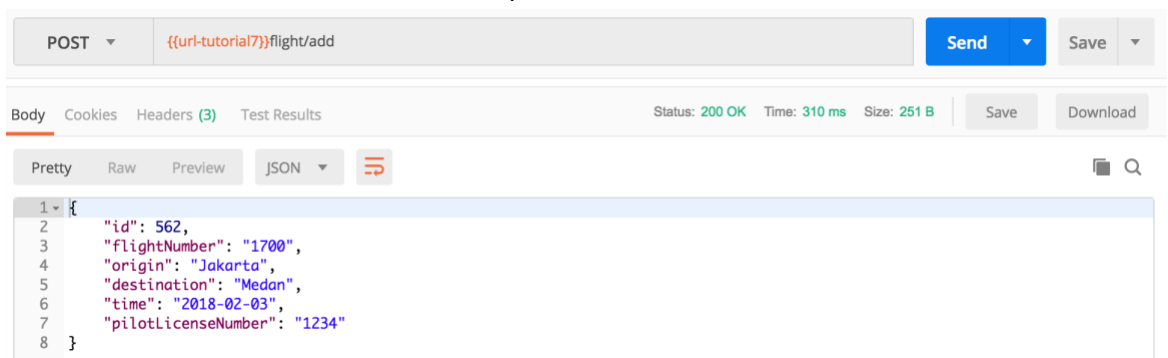 POST {{url-tutorial7}}flight/add Send Save
Body Cookies Headers (3) Test Results Status: 200 OK Time: 310 ms Size: 251 B Save Download
Pretty Raw Preview JSON
1 {
2 "id": 562,
3 "flightNumber": "1700",
4 "origin": "Jakarta",
5 "destination": "Medan",
6 "time": "2018-02-03",
7 "pilotLicenseNumber": "1234"
8 }